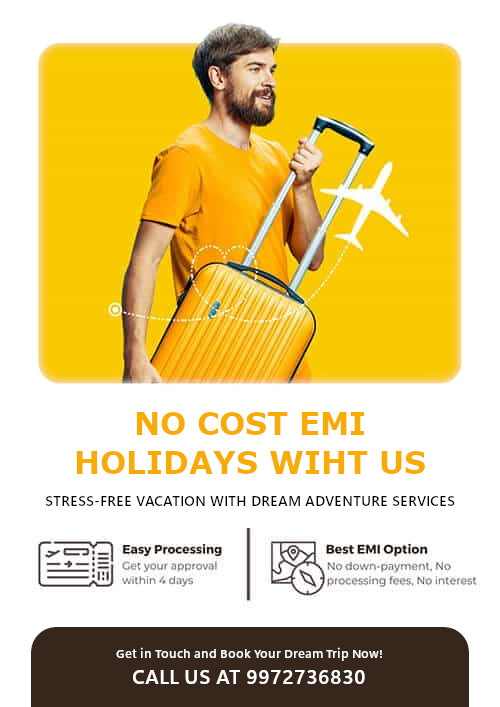 NO COST EMI
HOLIDAYS WIHT US
STRESS-FREE VACATION WITH DREAM ADVENTURE SERVICES
Easy Processing
Get your approval
within 4 days
Best EMI Option
No down-payment, No
processing fees, No interest
Get in Touch and Book Your Dream Trip Now!
CALL US AT 9972736830